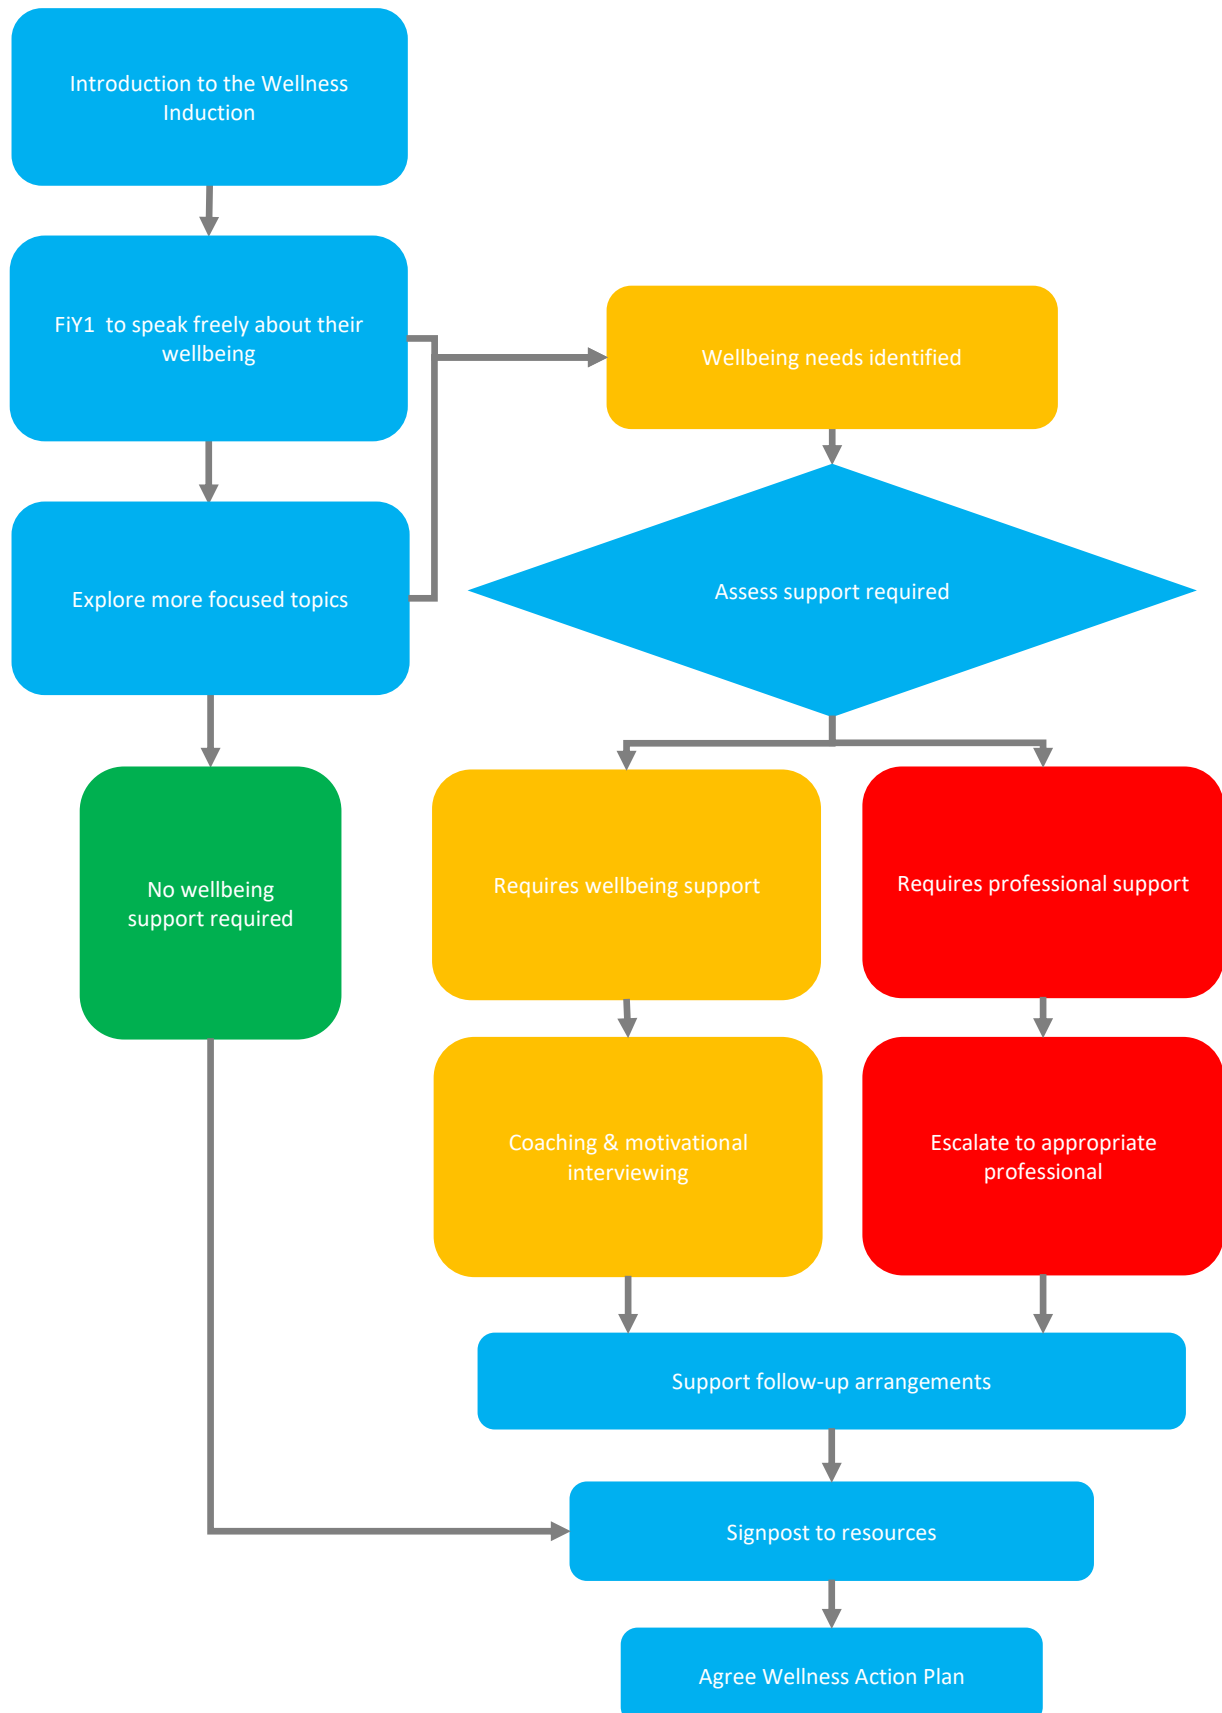 Introduction to the Wellness
Induction
FiY1  to speak freely about their
wellbeing
Wellbeing needs identified
Explore more focused topics
Assess support required
No wellbeing
support required
Requires wellbeing support
Requires professional support
Coaching & motivational
interviewing
Escalate to appropriate
professional
Support follow-up arrangements
Signpost to resources
Agree Wellness Action Plan